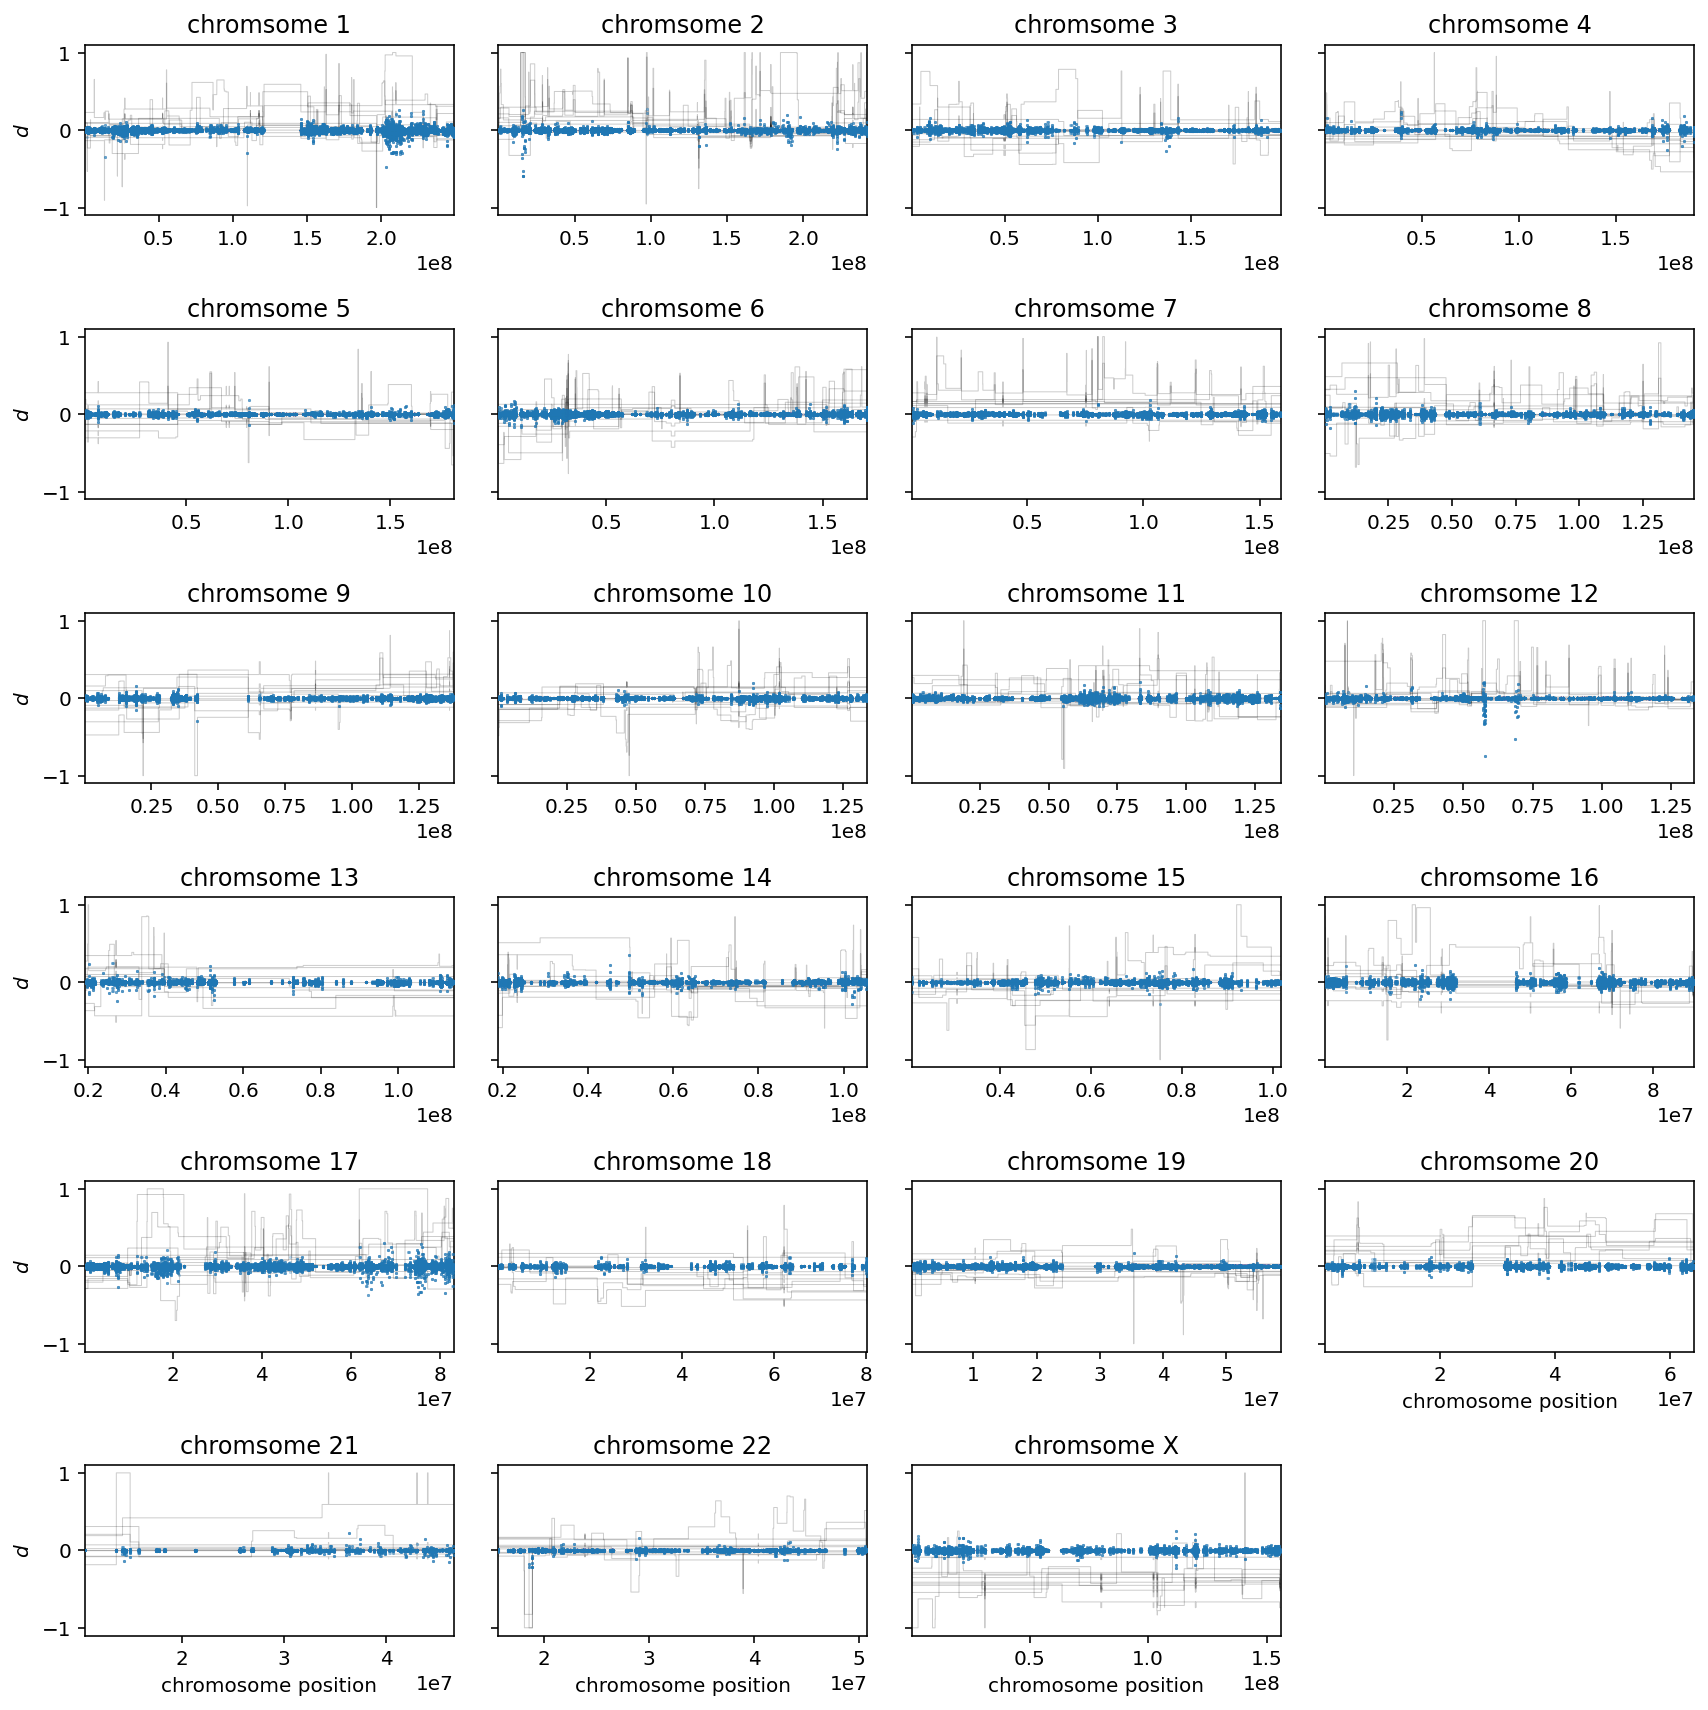 chromsome 1
chromsome 2
chromsome 3
chromsome 4
1
0
−1
d
0.5 1.0 1.5 2.0
1e8
0.5 1.0 1.5 2.0
1e8
0.5 1.0 1.5
1e8
0.5 1.0 1.5
1e8
chromsome 5
chromsome 6
chromsome 7
chromsome 8
1
0
−1
d
0.5 1.0 1.5
1e8
0.5 1.0 1.5
1e8
0.5 1.0 1.5
1e8
0.25 0.50 0.75 1.00 1.25
1e8
chromsome 9
chromsome 10
chromsome 11
chromsome 12
1
0
−1
d
0.25 0.50 0.75 1.00 1.25
1e8
0.25 0.50 0.75 1.00 1.25
1e8
0.25 0.50 0.75 1.00 1.25
1e8
0.25 0.50 0.75 1.00 1.25
1e8
chromsome 13
chromsome 14
chromsome 15
chromsome 16
1
0
−1
d
0.2 0.4 0.6 0.8 1.0
1e8
0.2 0.4 0.6 0.8 1.0
1e8
0.4 0.6 0.8 1.0
1e8
2 4 6 8
1e7
chromsome 17
chromsome 18
chromsome 19
chromsome 20
1
0
−1
d
2 4 6 8
1e7
2 4 6 8
1e7
1 2 3 4 5
1e7
2 4 6
chromosome position 1e7
chromsome 21
chromsome 22
chromsome X
1
0
−1
d
2 3 4
chromosome position 1e7
2 3 4 5
chromosome position 1e7
0.5 1.0 1.5
chromosome position 1e8